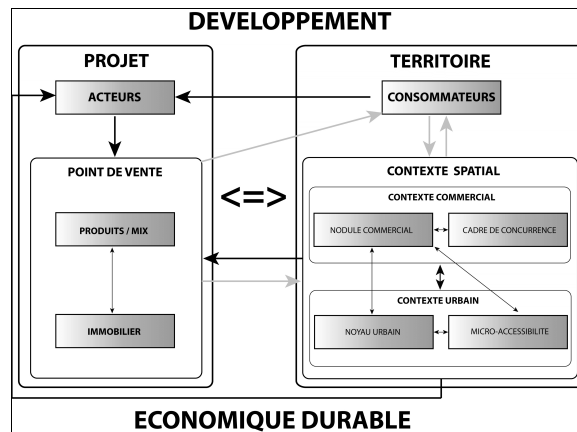 DEVELOPPEMENT
PROJET
ACTEURS
POINT DE VENTE
PRODUITS / MIX
IMMOBILIER
<=>
TERRITOIRE
CONSOMMATEURS
CONTEXTE SPATIAL
CONTEXTE COMMERCIAL
NODULE COMMERCIAL
CADRE DE CONCURRENCE
CONTEXTE URBAIN
NOYAU URBAIN
MICRO-ACCESSIBILITE
ECONOMIQUE DURABLE